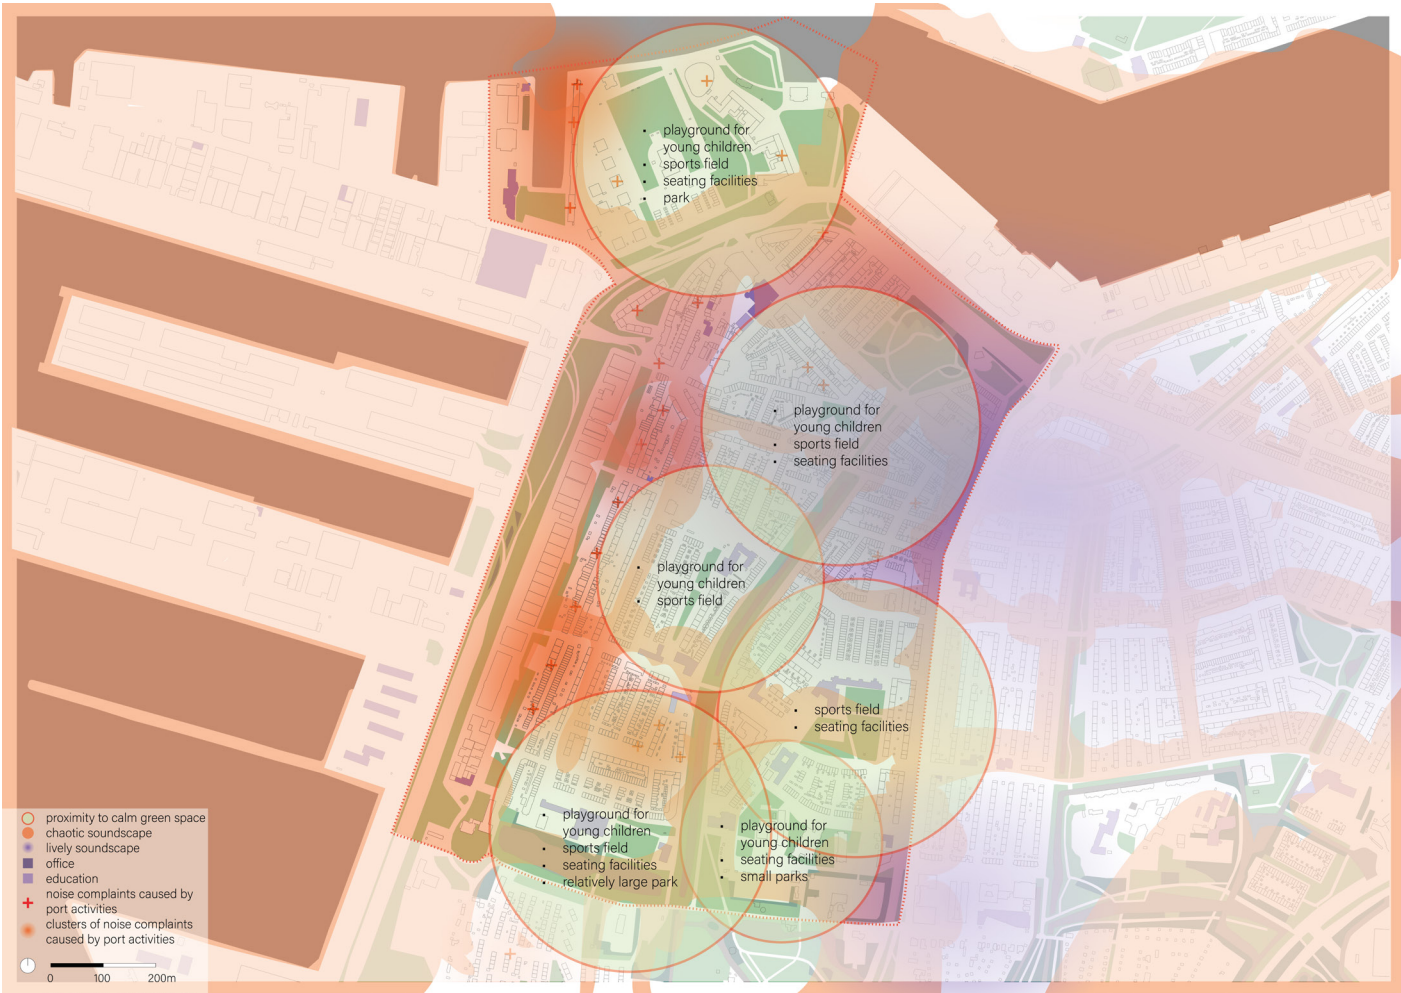 • playground for
young children
• sports field
• seating facilities
• park
• playground for
young children
• sports field
• seating facilities
• playground for
young children
• sports field
• sports field
• seating facilities
• playground for
young children
• sports field
• seating facilities
• relatively large park
• playground for
young children
• seating facilities
• small parks
proximity to calm green space
chaotic soundscape
lively soundscape
office
education
noise complaints caused by
port activities
clusters of noise complaints
caused by port activities
0 100 200m